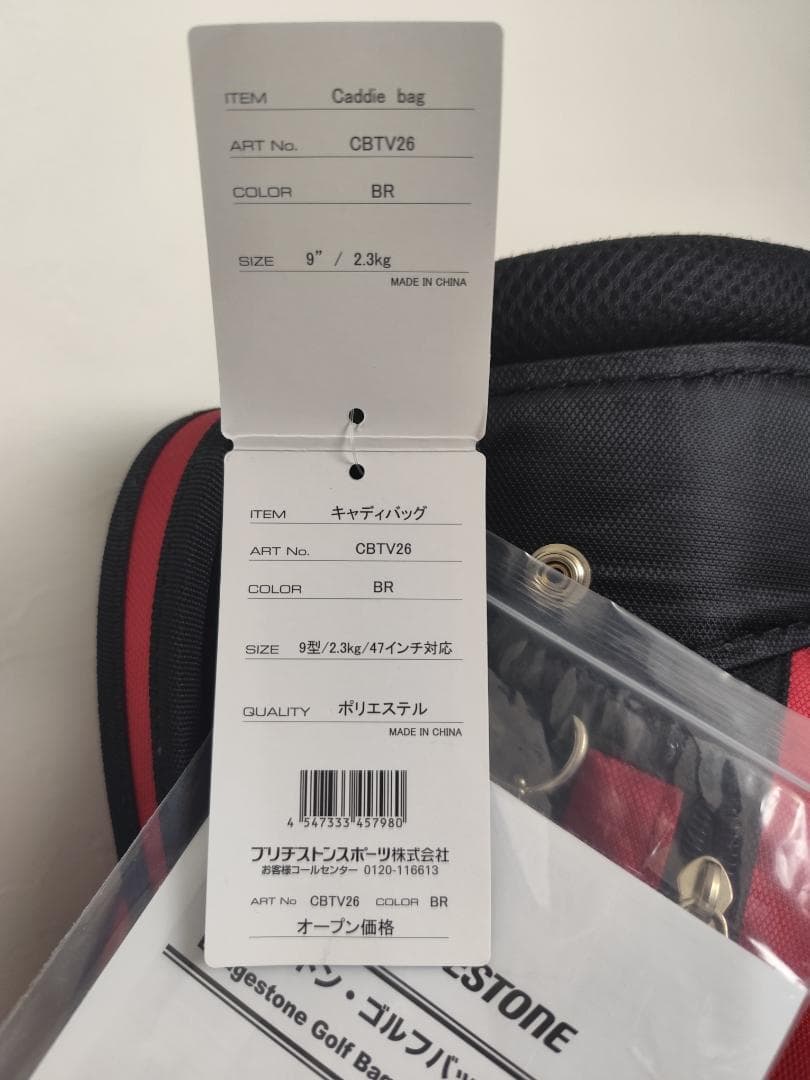 ITEM Caddie bag
ART No. CBTV26
COLOR BR
SIZE 9” / 2.3kg
MADE IN CHINA
ITEM キャディバッグ
ART No. CBTV26
COLOR BR
SIZE 9型/2.3kg/47インチ対応
QUALITY ポリエステル
MADE IN CHINA
4 547333 457980
ブリヂストンスポーツ株式会社
お客様コールセンター 0120-116613
ART No CBTV26 COLOR BR
オープン価格
ESTONE
トン・ゴルフバッ
gestone Golf Bag